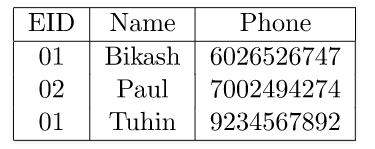 EID Name Phone
01 Bikash 6026526747
02 Paul 7002494274
01 Tuhin 9234567892